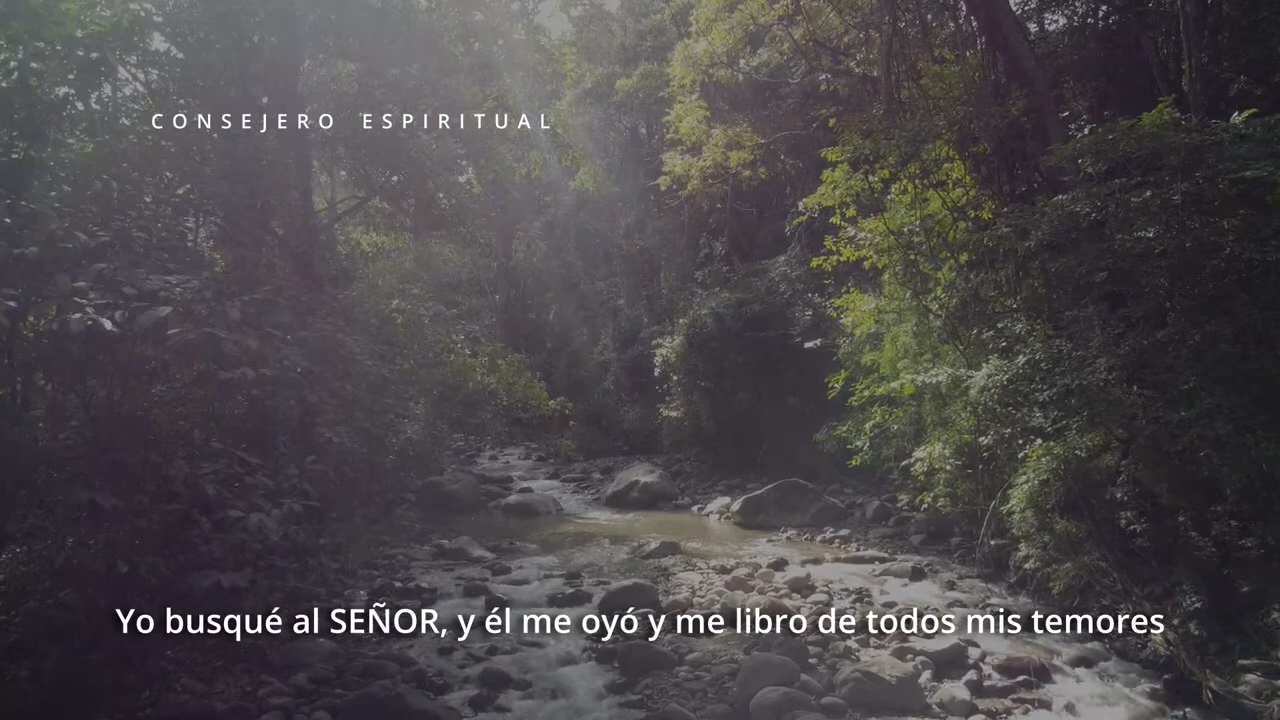 CONSEJERO ESPIRITUAL
Yo busqué al SEÑOR, y él me oyó y me libro de todos mis temores